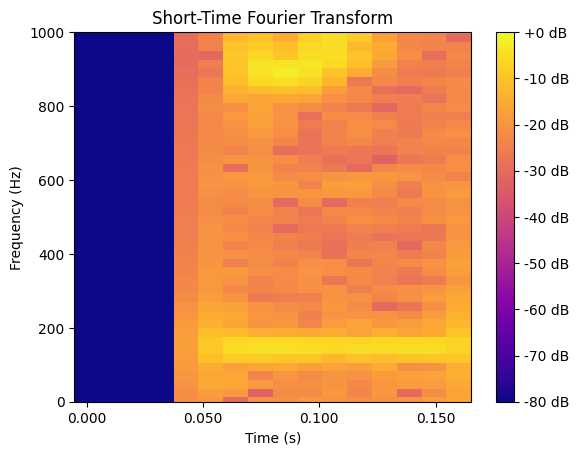 Short-Time Fourier Transform
Frequency (Hz)
1000
800
600
400
200
0
0.000
0.050
0.100
0.150
Time (s)
+0 dB
-10 dB
-20 dB
-30 dB
-40 dB
-50 dB
-60 dB
-70 dB
-80 dB